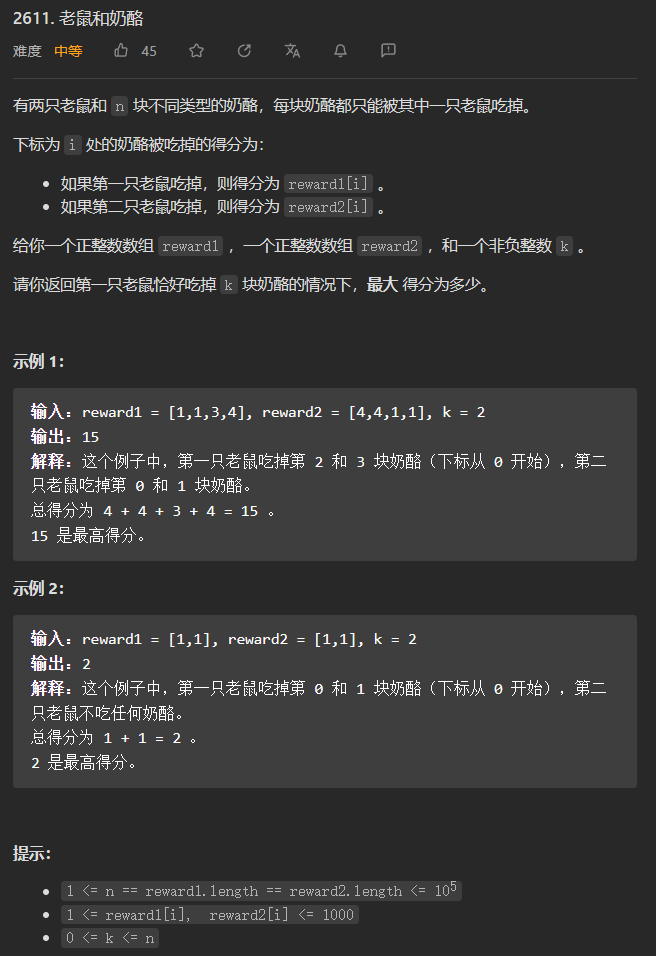 2611. 老鼠和奶酪
难度 中等 45
有两只老鼠和 n 块不同类型的奶酪，每块奶酪都只能被其中一只老鼠吃掉。
下标为 i 处的奶酪被吃掉的得分为：
• 如果第一只老鼠吃掉，则得分为 reward1[i] 。
• 如果第二只老鼠吃掉，则得分为 reward2[i] 。
给你一个正整数数组 reward1 ，一个正整数数组 reward2 ，和一个非负整数 k 。
请你返回第一只老鼠恰好吃掉 k 块奶酪的情况下，最大 得分为多少。
示例 1：
输入：reward1 = [1,1,3,4], reward2 = [4,4,1,1], k = 2
输出：15
解释：这个例子中，第一只老鼠吃掉第 2 和 3 块奶酪（下标从 0 开始），第二
只老鼠吃掉第 0 和 1 块奶酪。
总得分为 4 + 4 + 3 + 4 = 15 。
15 是最高得分。
示例 2：
输入：reward1 = [1,1], reward2 = [1,1], k = 2
输出：2
解释：这个例子中，第一只老鼠吃掉第 0 和 1 块奶酪（下标从 0 开始），第二
只老鼠不吃任何奶酪。
总得分为 1 + 1 = 2 。
2 是最高得分。
提示：
• 1 <= n == reward1.length == reward2.length <= 10⁵
• 1 <= reward1[i], reward2[i] <= 1000
• 0 <= k <= n